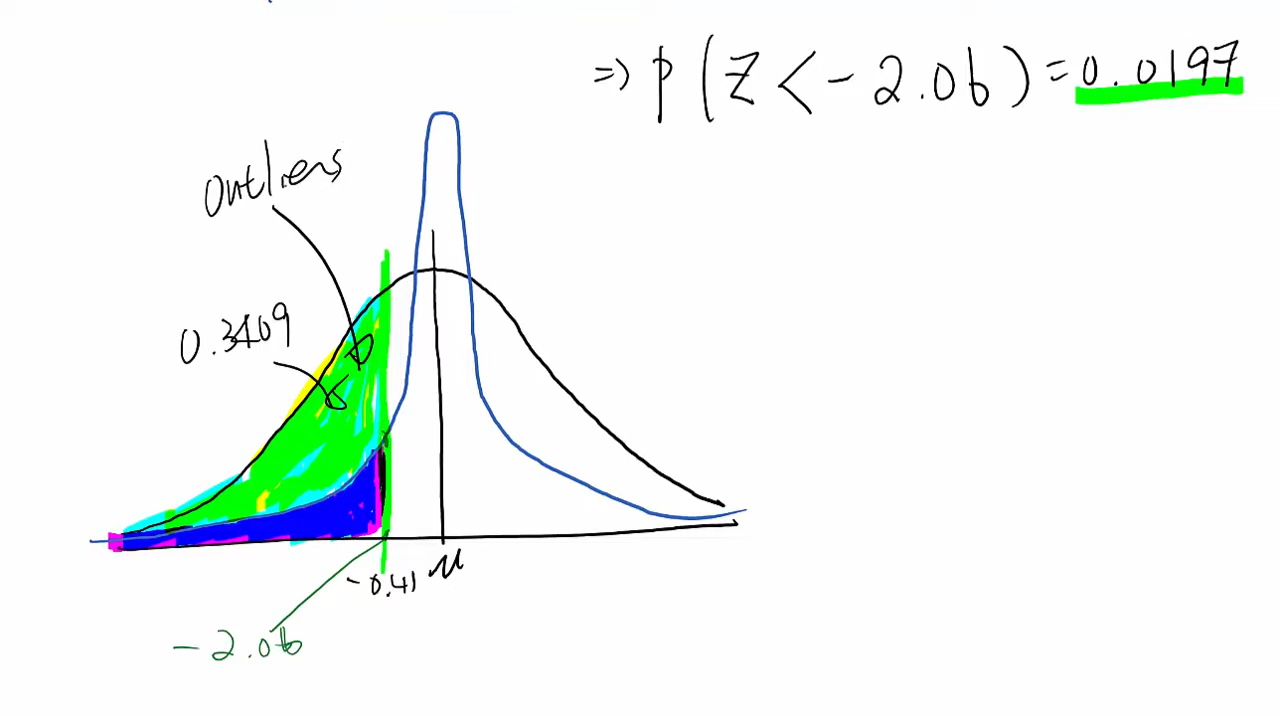 => P(Z < -2.06) = 0.0197
Outliers
0.3409
-0.41 μ
-2.06